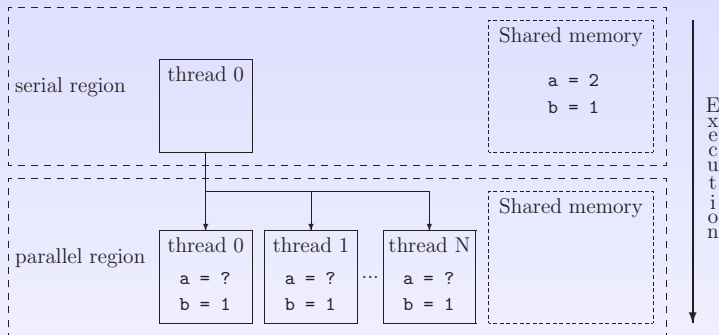 Shared memory
thread 0
serial region
a = 2
b = 1
Execution
Shared memory
thread 0
thread 1
thread N
parallel region
a = ?
a = ?
...
a = ?
b = 1
b = 1
b = 1